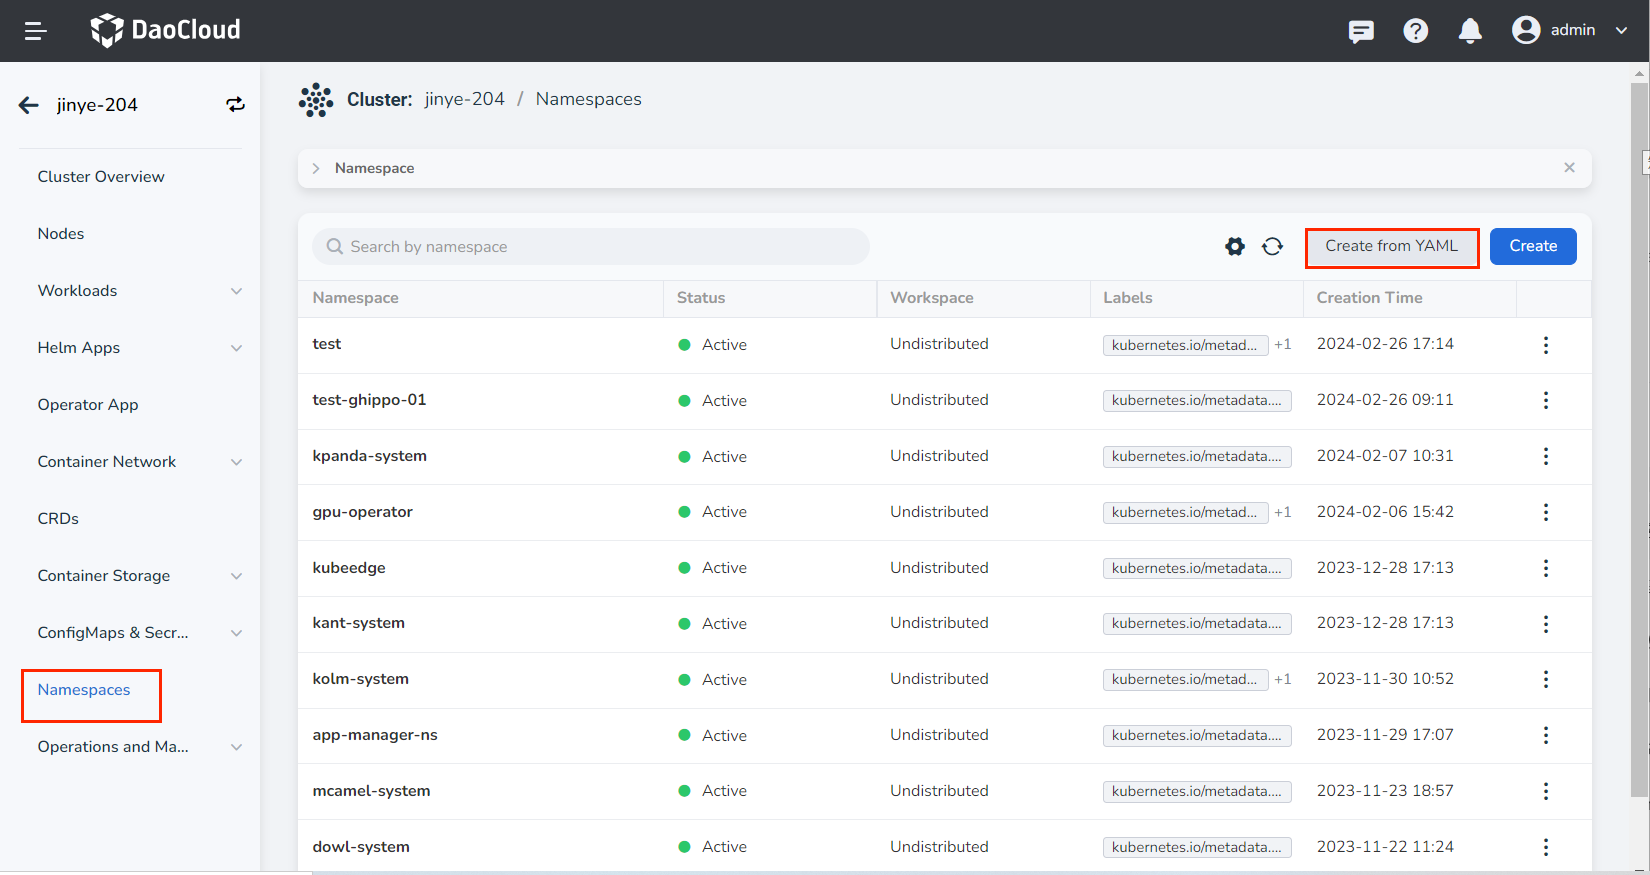 DaoCloud
admin
jinye-204
Cluster: jinye-204 / Namespaces
Cluster Overview
Nodes
Workloads
Helm Apps
Operator App
Container Network
CRDs
Container Storage
ConfigMaps & Secr...
Namespaces
Operations and Ma...
Namespace
Search by namespace
Create from YAML
Create
Namespace Status Workspace Labels Creation Time
test Active Undistributed kubernetes.io/metad... +1 2024-02-26 17:14
test-ghippo-01 Active Undistributed kubernetes.io/metadata.... 2024-02-26 09:11
kpanda-system Active Undistributed kubernetes.io/metadata.... 2024-02-07 10:31
gpu-operator Active Undistributed kubernetes.io/metad... +1 2024-02-06 15:42
kubeedge Active Undistributed kubernetes.io/metadata.... 2023-12-28 17:13
kant-system Active Undistributed kubernetes.io/metadata.... 2023-12-28 17:13
kolm-system Active Undistributed kubernetes.io/metad... +1 2023-11-30 10:52
app-manager-ns Active Undistributed kubernetes.io/metadata.... 2023-11-29 17:07
mcamel-system Active Undistributed kubernetes.io/metadata.... 2023-11-23 18:57
dowl-system Active Undistributed kubernetes.io/metadata.... 2023-11-22 11:24